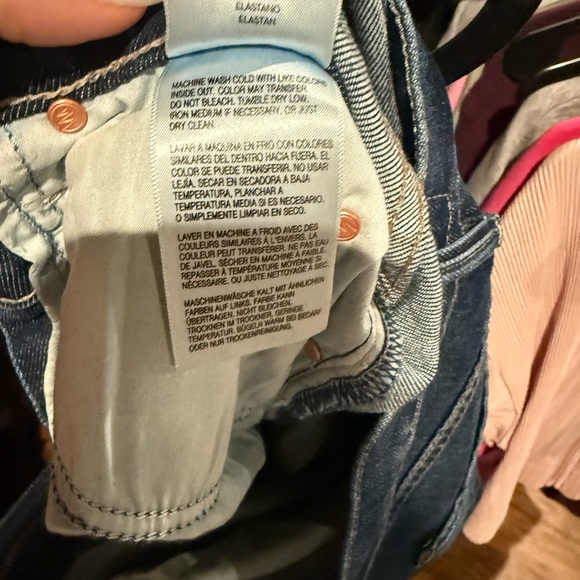 ELASTANO
ELASTAN
MACHINE WASH COLD WITH LIKE COLORS
INSIDE OUT. COLOR MAY TRANSFER.
DO NOT BLEACH. TUMBLE DRY LOW.
IRON MEDIUM IF NECESSARY. OR JUST
DRY CLEAN.
LAVAR A MAQUINA EN FRIO CON COLORES
SIMILARES DEL DENTRO HACIA FUERA. EL
COLOR SE PUEDE TRANSFERIR. NO USAR
LEJÍA. SECAR EN SECADORA A BAJA
TEMPERATURA, PLANCHAR A
TEMPERATURA MEDIA SI ES NECESARIO.
O SIMPLEMENTE LIMPIAR EN SECO.
LAVER EN MACHINE A FROID AVEC DES
COULEURS SIMILAIRES À L'ENVERS. LA
COULEUR PEUT TRANSFÉRER. NE PAS EAU
DE JAVEL. SÉCHER EN MACHINE À FAIBLE
REPASSER À TEMPÉRATURE MOYENNE SI
NÉCESSAIRE. OU JUSTE NETTOYAGE À SEC.
MASCHINENWÄSCHE KALT MIT ÄHNLICHEN
FARBEN AUF LINKS. FARBE KANN
ÜBERTRAGEN. NICHT BLEICHEN.
TROCKNEN IM TROCKNER, GERINGE
TEMPERATUR. BÜGELN WARM BEI BEDARF
ODER NUR TROCKENREINIGUNG.